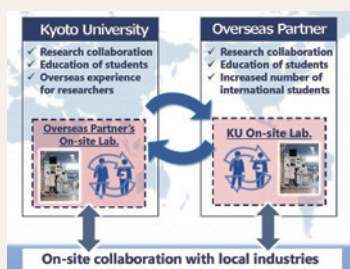 Kyoto University
✓ Research collaboration
✓ Education of students
✓ Overseas experience
for researchers
Overseas Partner's
On-site Lab.
Overseas Partner
✓ Research collaboration
✓ Education of students
✓ Increased number of
international students
KU On-site Lab.
On-site collaboration with local industries